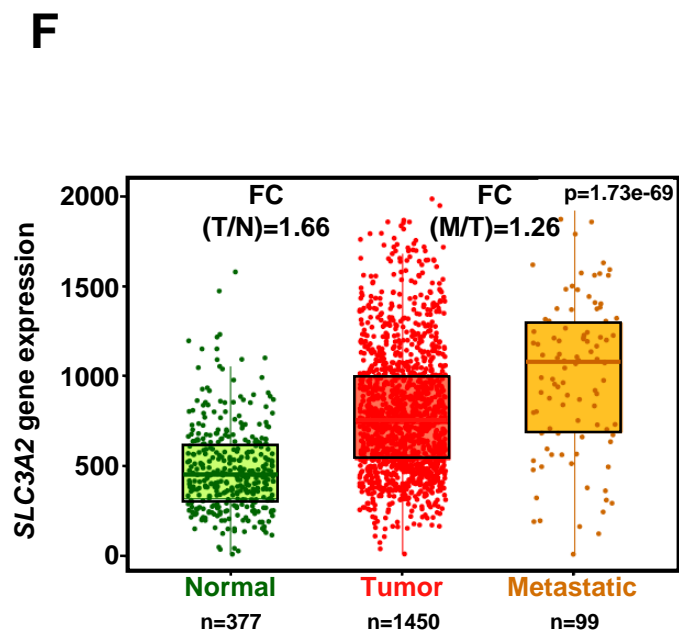 F
FC
(T/N)=1.66
FC
(M/T)=1.26
p=1.73e-69
SLC3A2 gene expression
2000
1500
1000
500
0
Normal
Tumor
Metastatic
n=377
n=1450
n=99